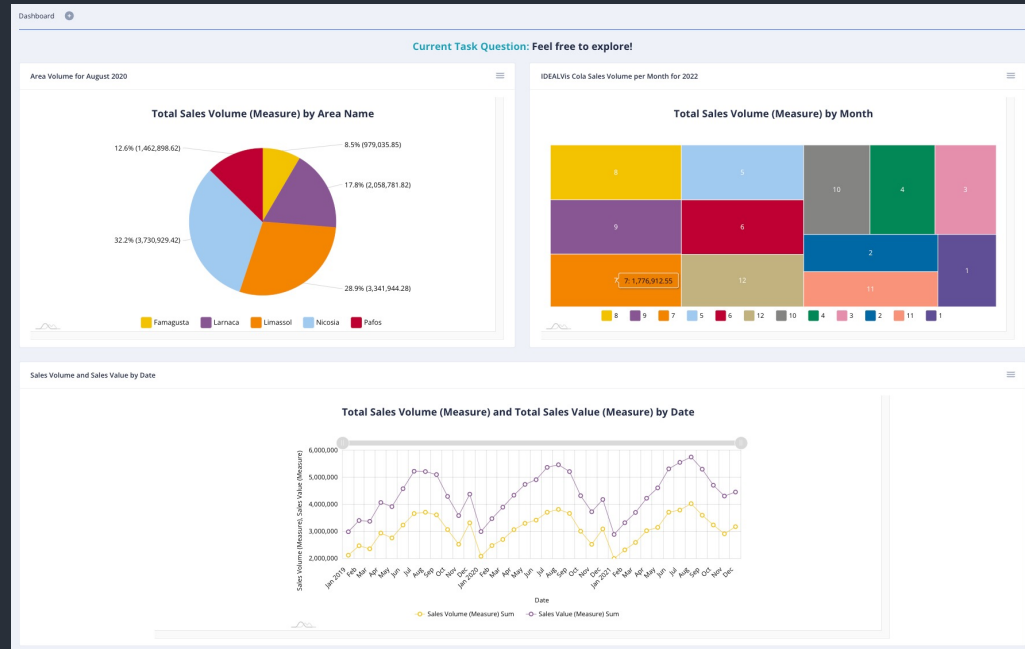 Dashboard +
Current Task Question: Feel free to explore!
Area Volume for August 2020
Total Sales Volume (Measure) by Area Name
12.6% (1,462,898.62)
8.5% (979,035.85)
17.8% (2,058,781.82)
32.2% (3,730,929.42)
28.9% (3,341,944.28)
Famagusta Larnaca Limassol Nicosia Pafos
IDEALVis Cola Sales Volume per Month for 2022
Total Sales Volume (Measure) by Month
8
5
10
4
3
9
6
2
1
7
7: 1,776,912.55
12
11
8 9 7 5 6 12 10 4 3 2 11 1
Sales Volume and Sales Value by Date
Total Sales Volume (Measure) and Total Sales Value (Measure) by Date
Sales Volume (Measure), Sales Value (Measure)
6,000,000
5,000,000
4,000,000
3,000,000
2,000,000
Jan 2019 Feb Mar Apr May Jun Jul Aug Sep Oct Nov Dec Jan 2020 Feb Mar Apr May Jun Jul Aug Sep Oct Nov Dec Jan 2021 Feb Mar Apr May Jun Jul Aug Sep Oct Nov Dec
Date
Sales Volume (Measure) Sum Sales Value (Measure) Sum